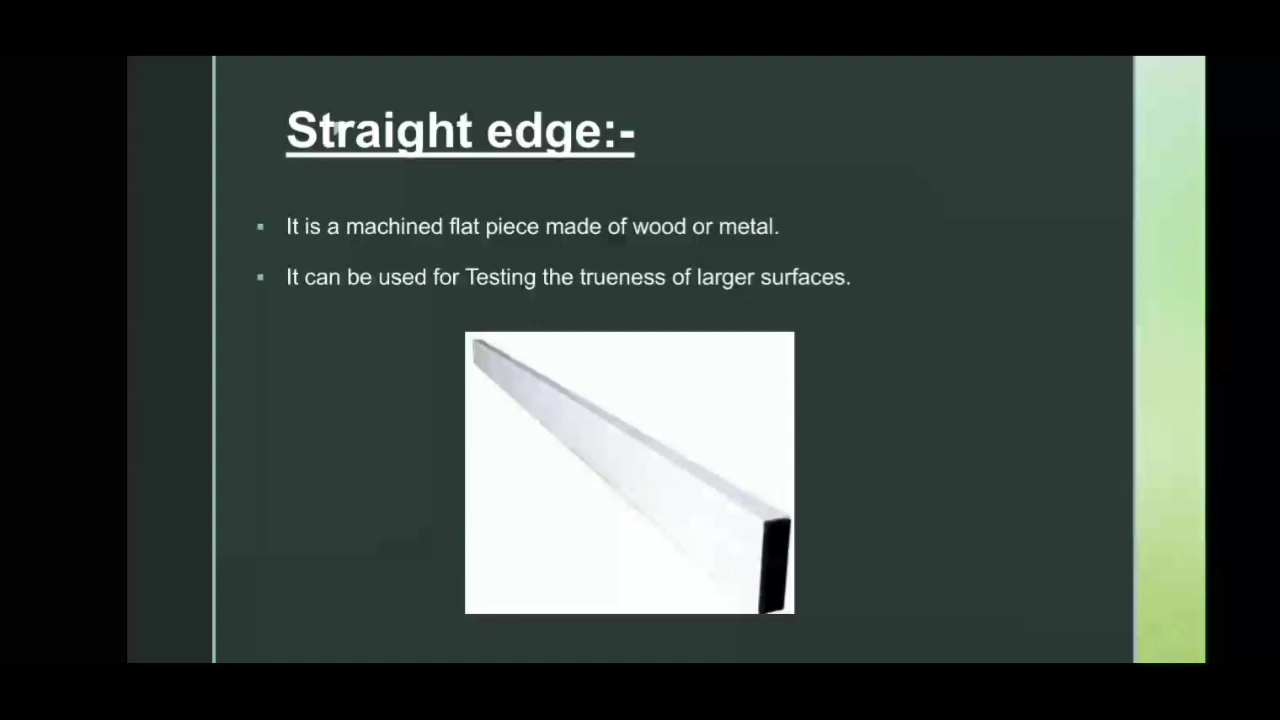 Straight edge:-
▪ It is a machined flat piece made of wood or metal.
▪ It can be used for Testing the trueness of larger surfaces.